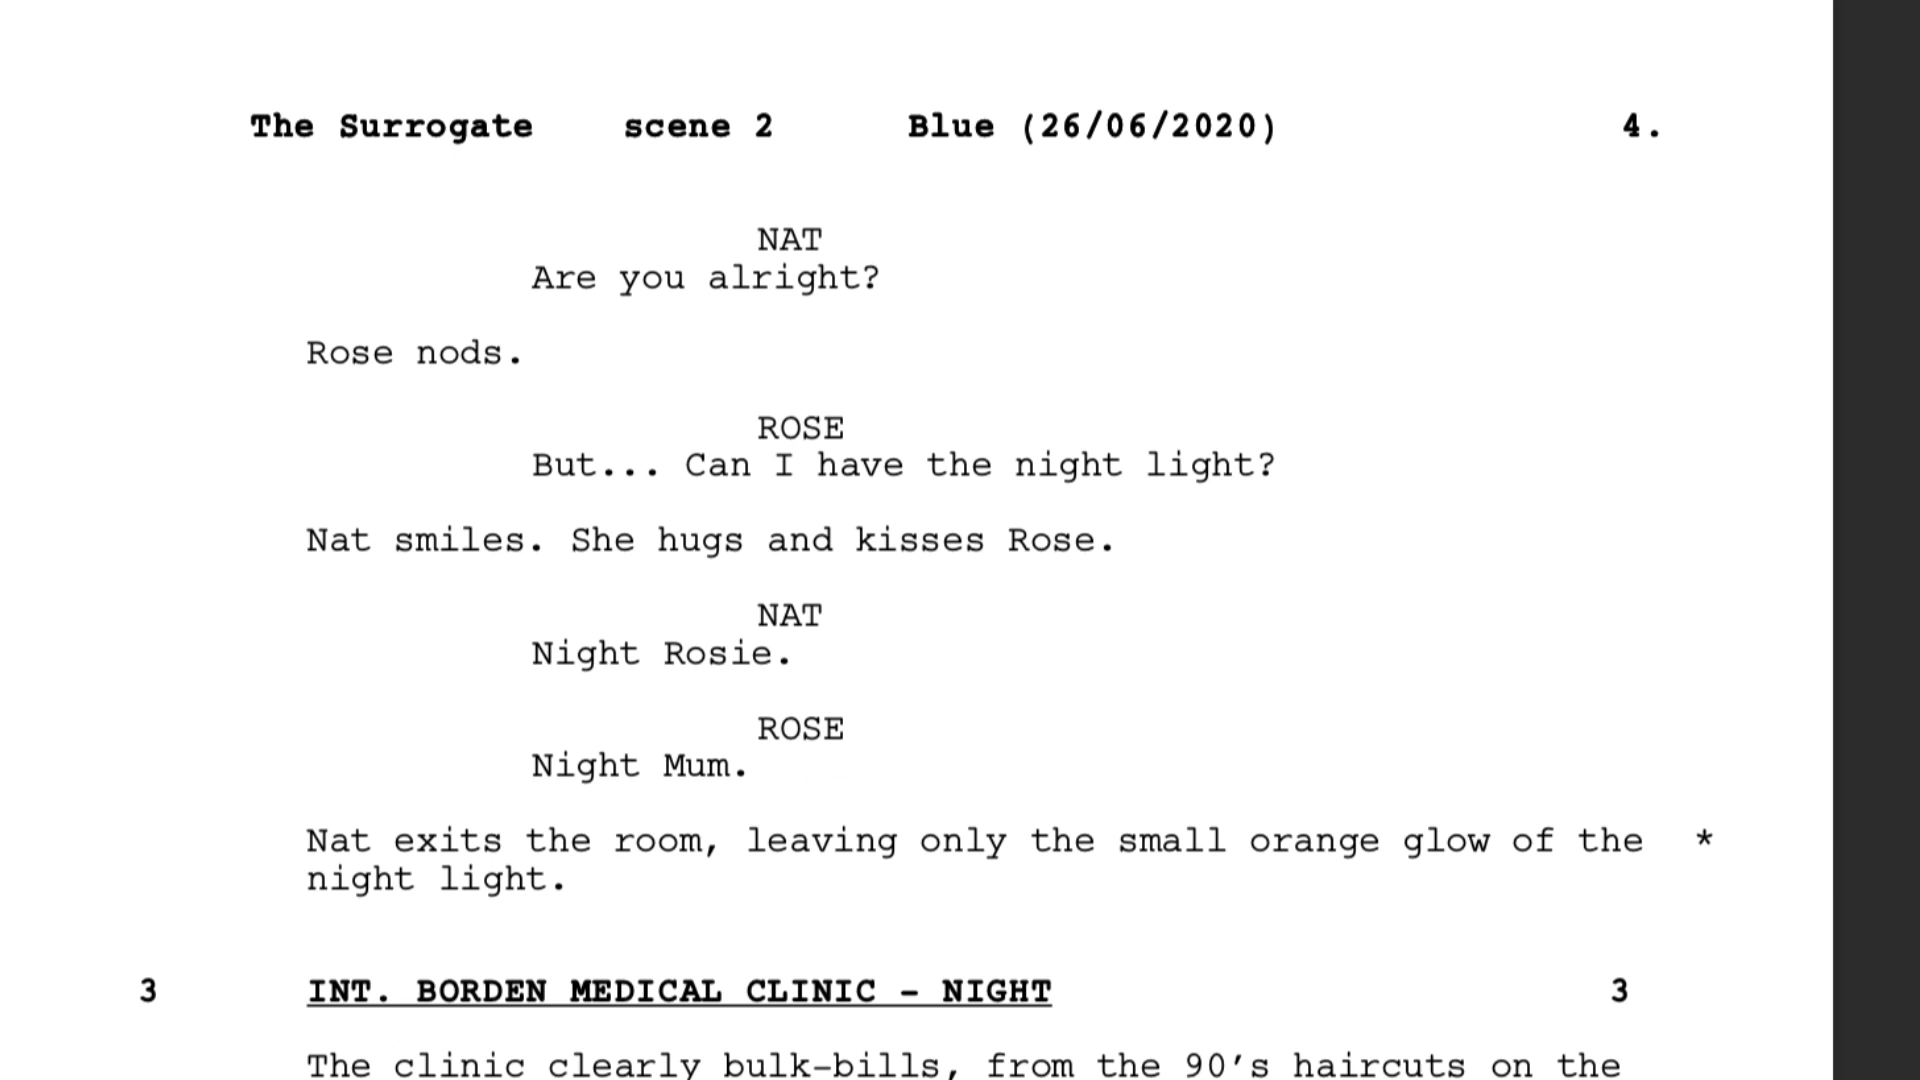 The Surrogate scene 2 Blue (26/06/2020) 4.
NAT
Are you alright?
Rose nods.
ROSE
But... Can I have the night light?
Nat smiles. She hugs and kisses Rose.
NAT
Night Rosie.
ROSE
Night Mum.
Nat exits the room, leaving only the small orange glow of the *
night light.
3 INT. BORDEN MEDICAL CLINIC - NIGHT 3
The clinic clearly bulk-bills, from the 90's haircuts on the